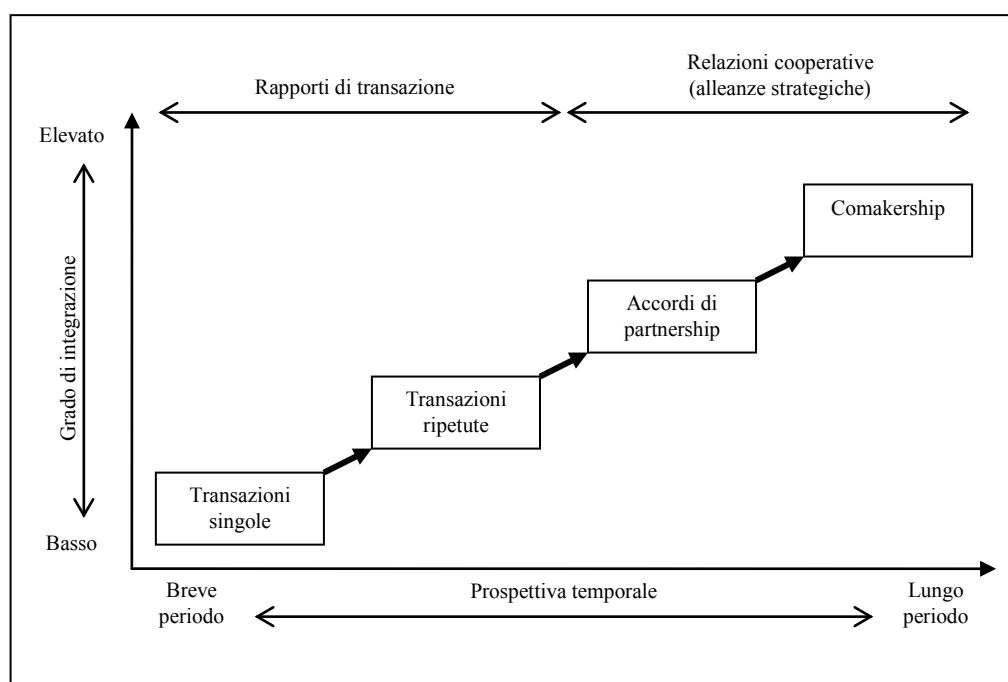 Relazioni cooperative
(alleanze strategiche)
Rapporti di transazione
Elevato
Comakership
Grado di integrazione
Accordi di
partnership
Transazioni
ripetute
Transazioni
singole
Basso
Breve
periodo
Prospettiva temporale
Lungo
periodo